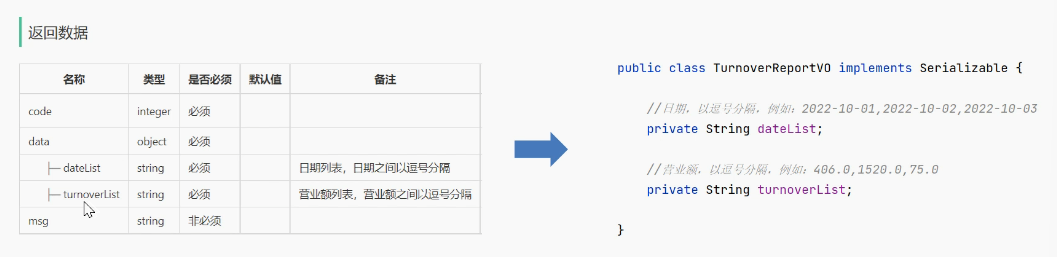 返回数据
名称 类型 是否必须 默认值 备注
code integer 必须
data object 必须
├─ dateList string 必须 日期列表，日期之间以逗号分隔
├─ turnoverList string 必须 营业额列表，营业额之间以逗号分隔
msg string 非必须
public class TurnoverReportVO implements Serializable {
//日期，以逗号分隔，例如：2022-10-01,2022-10-02,2022-10-03
private String dateList;
//营业额，以逗号分隔，例如：406.0,1520.0,75.0
private String turnoverList;
}